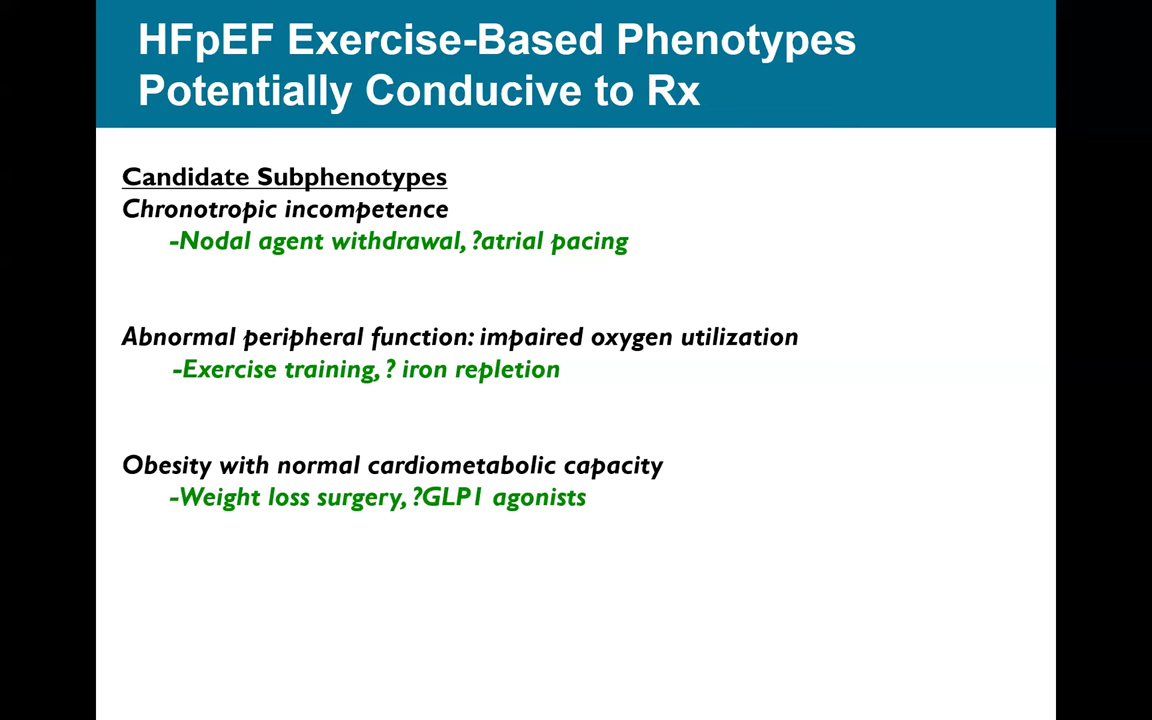 HFpEF Exercise-Based Phenotypes
Potentially Conducive to Rx
Candidate Subphenotypes
Chronotropic incompetence
-Nodal agent withdrawal, ?atrial pacing
Abnormal peripheral function: impaired oxygen utilization
-Exercise training, ? iron repletion
Obesity with normal cardiometabolic capacity
-Weight loss surgery, ?GLP1 agonists